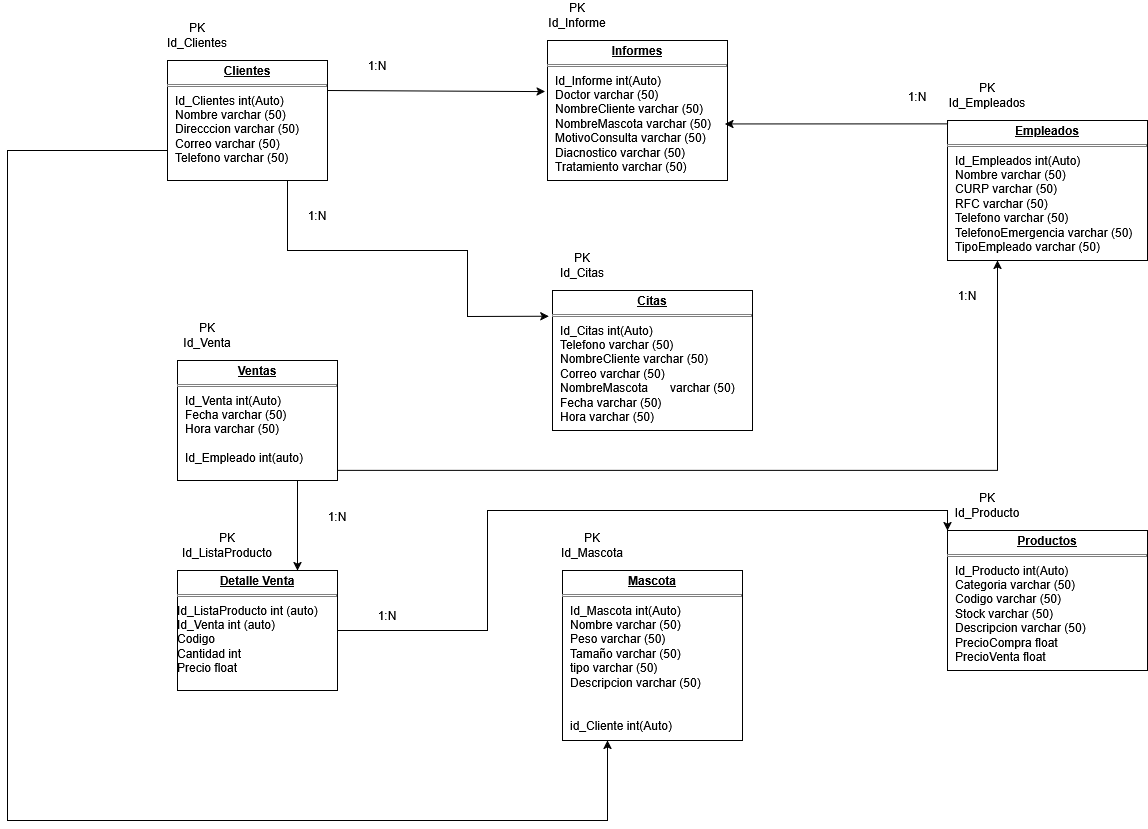 PK
Id_Clientes
Clientes
Id_Clientes int(Auto)
Nombre varchar (50)
Direcccion varchar (50)
Correo varchar (50)
Telefono varchar (50)
1:N
PK
Id_Informe
Informes
Id_Informe int(Auto)
Doctor varchar (50)
NombreCliente varchar (50)
NombreMascota varchar (50)
MotivoConsulta varchar (50)
Diacnostico varchar (50)
Tratamiento varchar (50)
1:N
PK
Id_Empleados
Empleados
Id_Empleados int(Auto)
Nombre varchar (50)
CURP varchar (50)
RFC varchar (50)
Telefono varchar (50)
TelefonoEmergencia varchar (50)
TipoEmpleado varchar (50)
1:N
PK
Id_Citas
Citas
Id_Citas int(Auto)
Telefono varchar (50)
NombreCliente varchar (50)
Correo varchar (50)
NombreMascota varchar (50)
Fecha varchar (50)
Hora varchar (50)
1:N
PK
Id_Venta
Ventas
Id_Venta int(Auto)
Fecha varchar (50)
Hora varchar (50)
Id_Empleado int(auto)
1:N
PK
Id_ListaProducto
Detalle Venta
Id_ListaProducto int (auto)
Id_Venta int (auto)
Codigo
Cantidad int
Precio float
1:N
PK
Id_Mascota
Mascota
Id_Mascota int(Auto)
Nombre varchar (50)
Peso varchar (50)
Tamaño varchar (50)
tipo varchar (50)
Descripcion varchar (50)
id_Cliente int(Auto)
PK
Id_Producto
Productos
Id_Producto int(Auto)
Categoria varchar (50)
Codigo varchar (50)
Stock varchar (50)
Descripcion varchar (50)
PrecioCompra float
PrecioVenta float